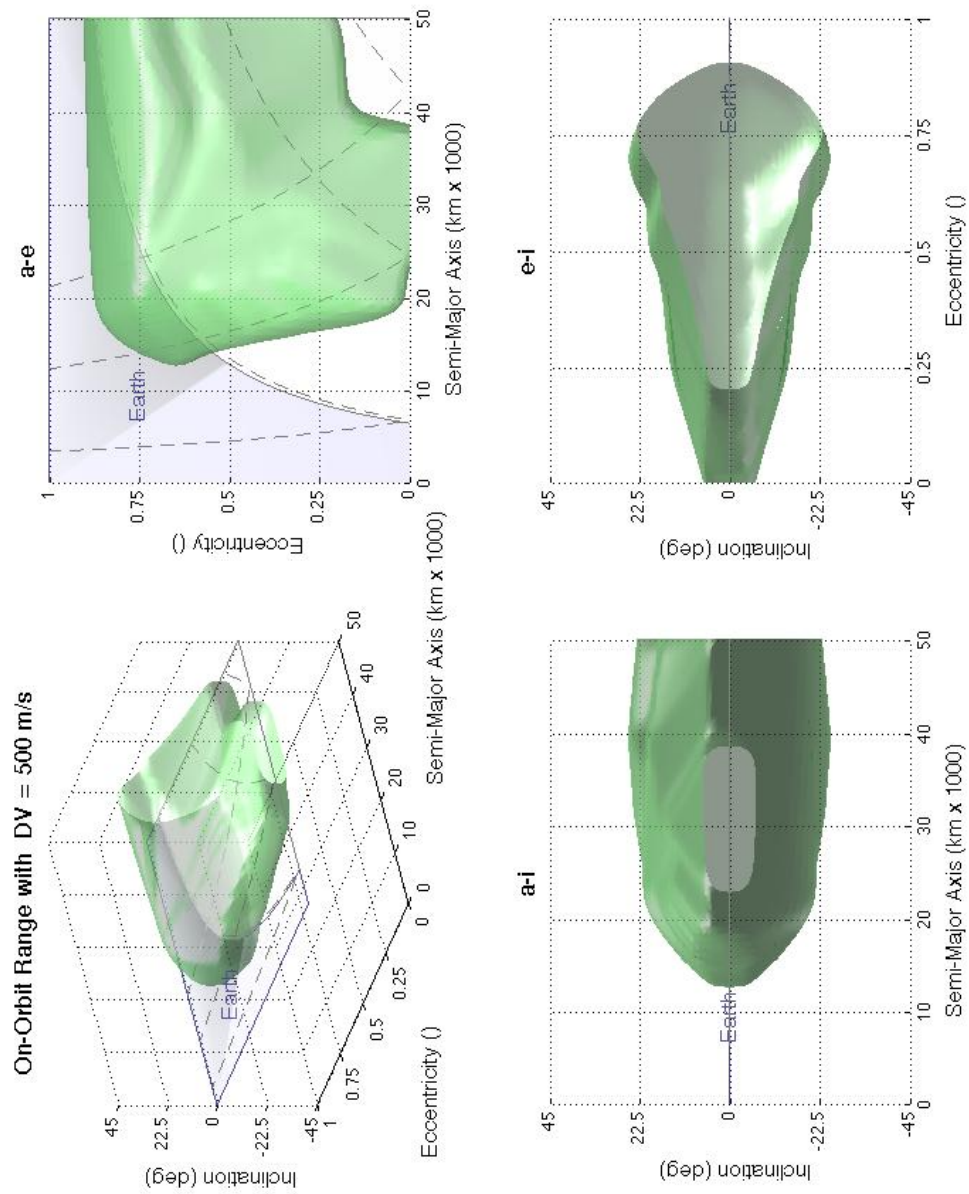 On-Orbit Range with DV = 500 m/s
45
22.5
0
-22.5
-45
Inclination (deg)
1
0.75
0.5
0.25
0
Eccentricity ()
0
10
20
30
40
50
Semi-Major Axis (km x 1000)
Earth
a-e
1
0.75
0.5
0.25
0
Eccentricity ()
Earth
0
10
20
30
40
50
Semi-Major Axis (km x 1000)
a-i
45
22.5
0
-22.5
-45
Inclination (deg)
Earth
0
10
20
30
40
50
Semi-Major Axis (km x 1000)
e-i
45
22.5
0
-22.5
-45
Inclination (deg)
Earth
0
0.25
0.5
0.75
1
Eccentricity ()